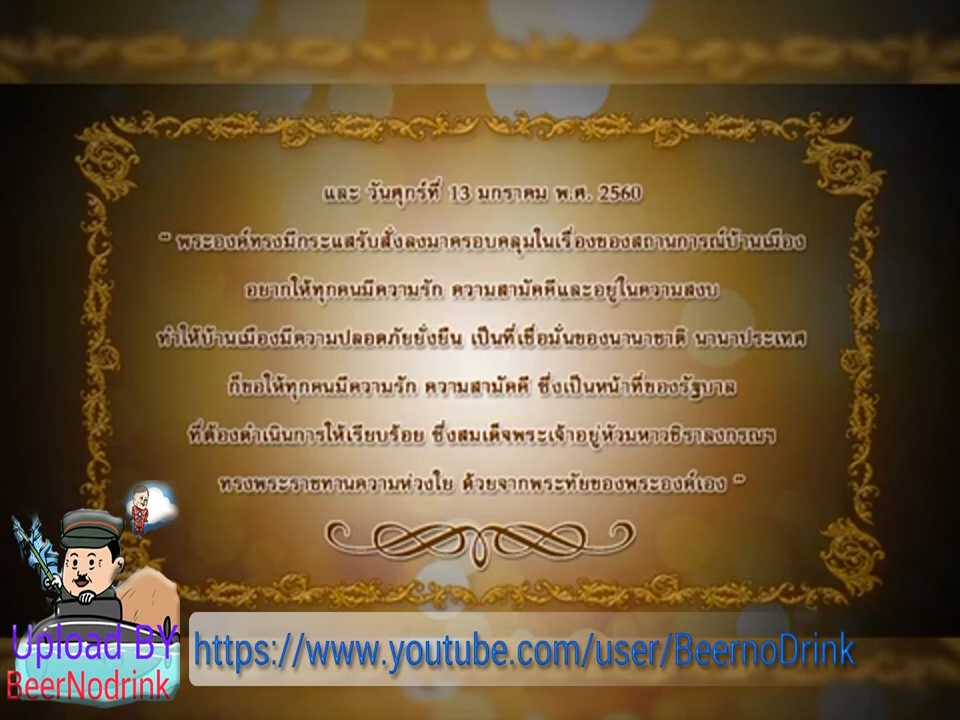 และ วันศุกร์ที่ 13 มกราคม พ.ศ. 2560
" พระองค์ทรงมีกระแสรับสั่งลงมาครอบคลุมในเรื่องของสถานการณ์บ้านเมือง
อยากให้ทุกคนมีความรัก ความสามัคคีและอยู่ในความสงบ
ทำให้บ้านเมืองมีความปลอดภัยยั่งยืน เป็นที่เชื่อมั่นของนานาชาติ นานาประเทศ
ก็ขอให้ทุกคนมีความรัก ความสามัคคี ซึ่งเป็นหน้าที่ของรัฐบาล
ที่ต้องดำเนินการให้เรียบร้อย ซึ่งสมเด็จพระเจ้าอยู่หัวมหาวชิราลงกรณฯ
ทรงพระราชทานความห่วงใย ด้วยจากพระทัยของพระองค์เอง "
Upload BY
BeerNodrink
https://www.youtube.com/user/BeernoDrink